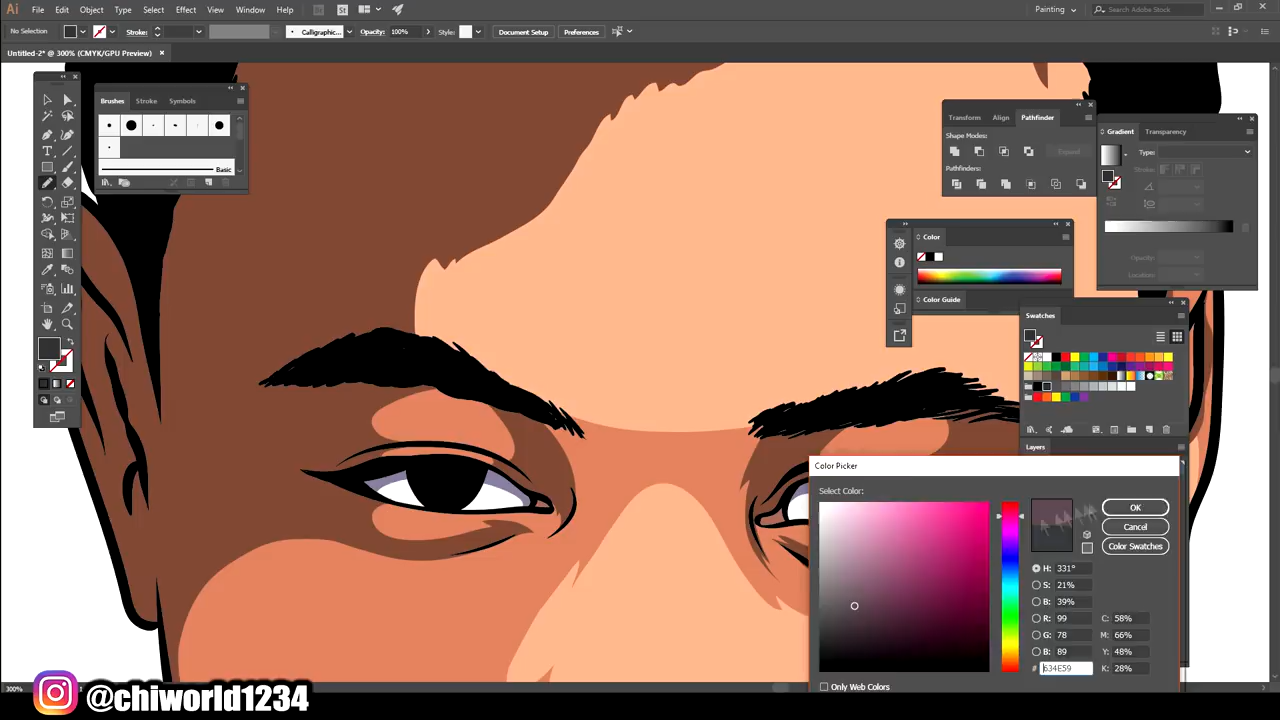 Ai File Edit Object Type Select Effect View Window Help Br St Painting Search Adobe Stock
No Selection Stroke: Calligraphic... Opacity: 100% Style: Document Setup Preferences
Untitled-2* @ 300% (CMYK/GPU Preview) ×
Brushes Stroke Symbols
Basic
Transform Align Pathfinder
Shape Modes:
Expand
Pathfinders:
Gradient Transparency
Type:
Stroke:
Opacity:
Location:
Color
Color Guide
Swatches
Layers
Color Picker
Select Color:
OK
Cancel
Color Swatches
H: 331°
S: 21%
B: 39%
R: 99 C: 58%
G: 78 M: 66%
B: 89 Y: 48%
# 634E59 K: 28%
Only Web Colors
300%
@chiworld1234